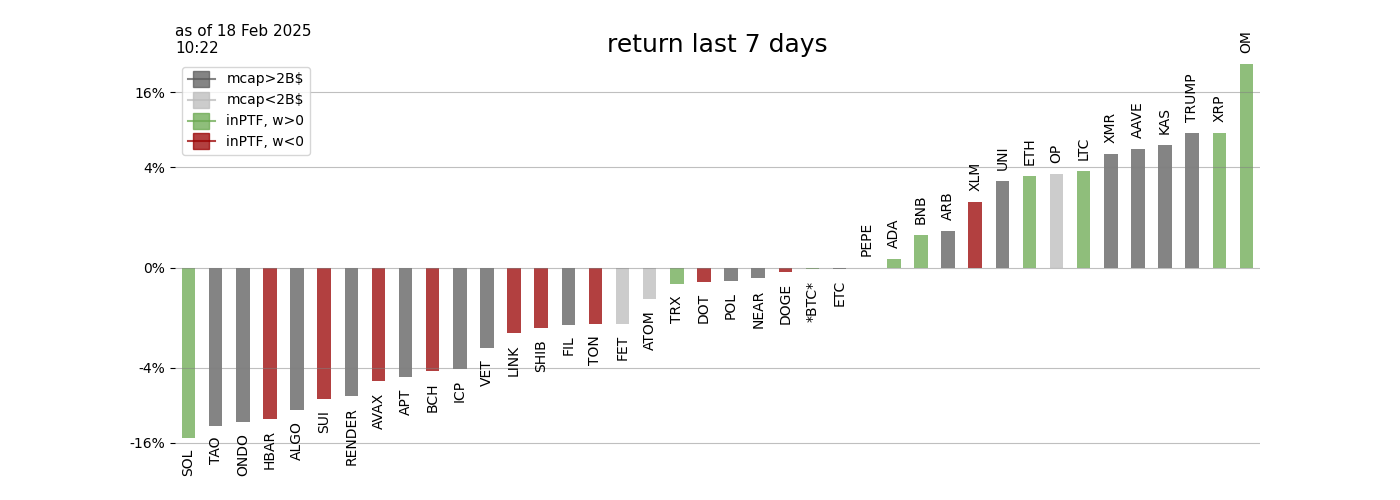 as of 18 Feb 2025
10:22
return last 7 days
mcap>2B$
mcap<2B$
inPTF, w>0
inPTF, w<0
16%
4%
0%
-4%
-16%
SOL
TAO
ONDO
HBAR
ALGO
SUI
RENDER
AVAX
APT
BCH
ICP
VET
LINK
SHIB
FIL
TON
FET
ATOM
TRX
DOT
POL
NEAR
DOGE
*BTC*
ETC
PEPE
ADA
BNB
ARB
XLM
UNI
ETH
OP
LTC
XMR
AAVE
KAS
TRUMP
XRP
OM